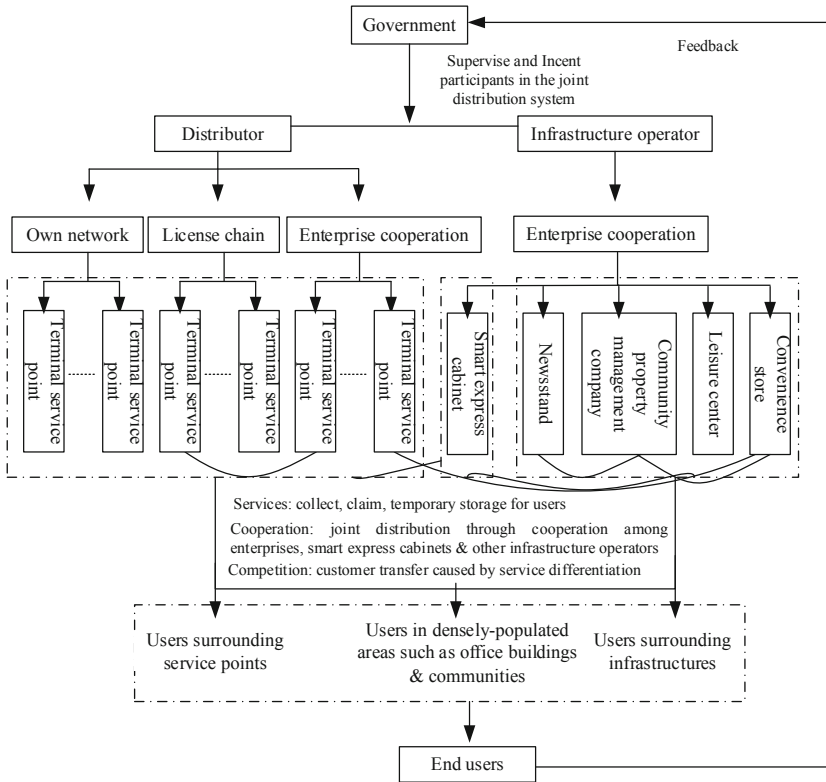 Government
Feedback
Supervise and Incent
participants in the joint
distribution system
Distributor
Infrastructure operator
Own network
License chain
Enterprise cooperation
Enterprise cooperation
Terminal service
point
Terminal service
point
Terminal service
point
Terminal service
point
Terminal service
point
Terminal service
point
Smart express
cabinet
Newsstand
Community
property
management
company
Leisure center
Convenience
store
Services: collect, claim, temporary storage for users
Cooperation: joint distribution through cooperation among
enterprises, smart express cabinets & other infrastructure operators
Competition: customer transfer caused by service differentiation
Users surrounding
service points
Users in densely-populated
areas such as office buildings
& communities
Users surrounding
infrastructures
End users